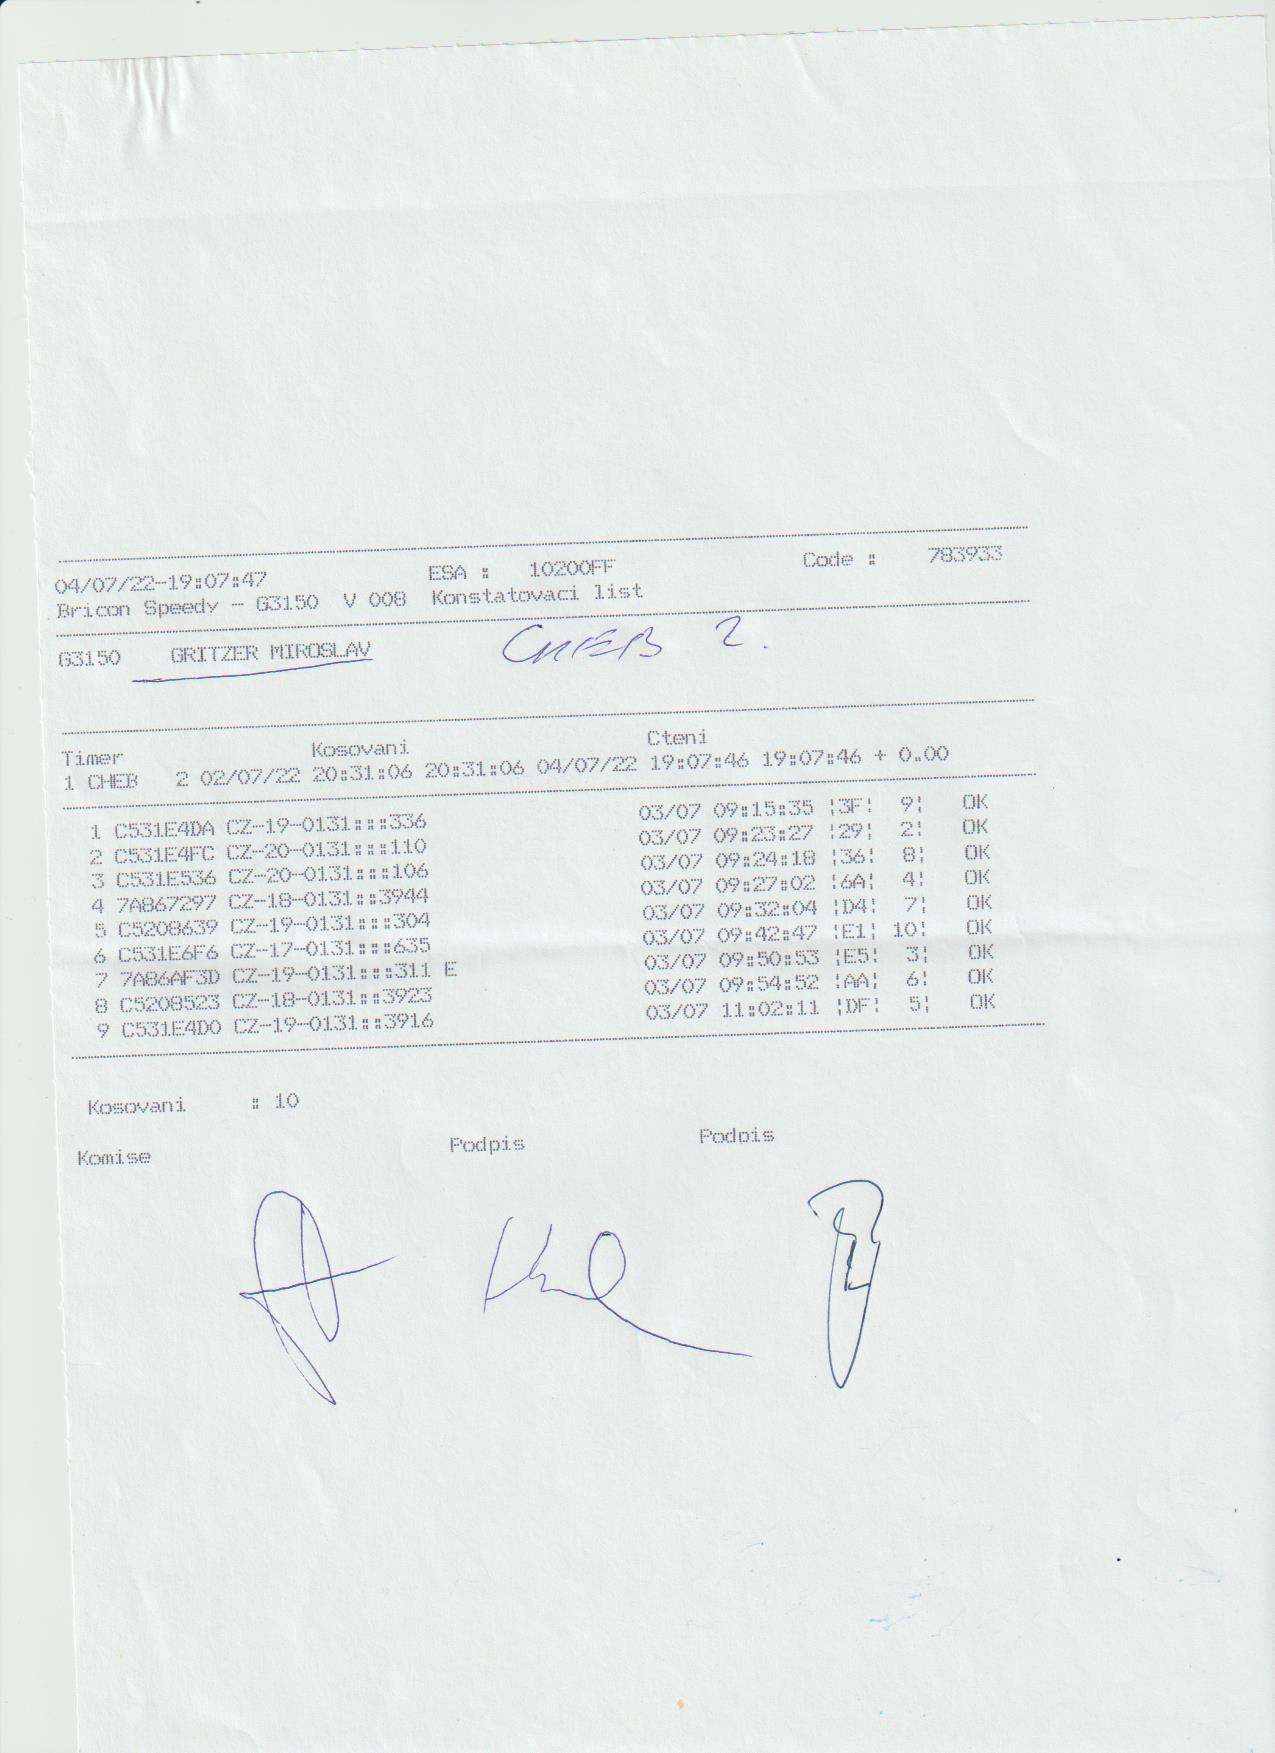 04/07/22-19:07:47 ESA : 10200FF Code : 783933
Bricon Speedy - G3150 V 008 Konstatovaci list
G3150 GRITZER MIROSLAV CHEB 2.
Timer Kosovani Cteni
1 CHEB 2 02/07/22 20:31:06 20:31:06 04/07/22 19:07:46 19:07:46 + 0.00
1 C531E4DA CZ-19-0131:::336 03/07 09:15:35 ¦3F¦ 9¦ OK
2 C531E4FC CZ-20-0131:::110 03/07 09:23:27 ¦29¦ 2¦ OK
3 C531E536 CZ-20-0131:::106 03/07 09:24:18 ¦36¦ 8¦ OK
4 7A867297 CZ-18-0131::3944 03/07 09:27:02 ¦6A¦ 4¦ OK
5 C5208639 CZ-19-0131:::304 03/07 09:32:04 ¦D4¦ 7¦ OK
6 C531E6F6 CZ-17-0131:::635 03/07 09:42:47 ¦E1¦ 10¦ OK
7 7A86AF3D CZ-19-0131:::311 E 03/07 09:50:53 ¦E5¦ 3¦ OK
8 C5208523 CZ-18-0131::3923 03/07 09:54:52 ¦AA¦ 6¦ OK
9 C531E4D0 CZ-19-0131::3916 03/07 11:02:11 ¦DF¦ 5¦ OK
Kosovani : 10
Komise Podpis Podpis